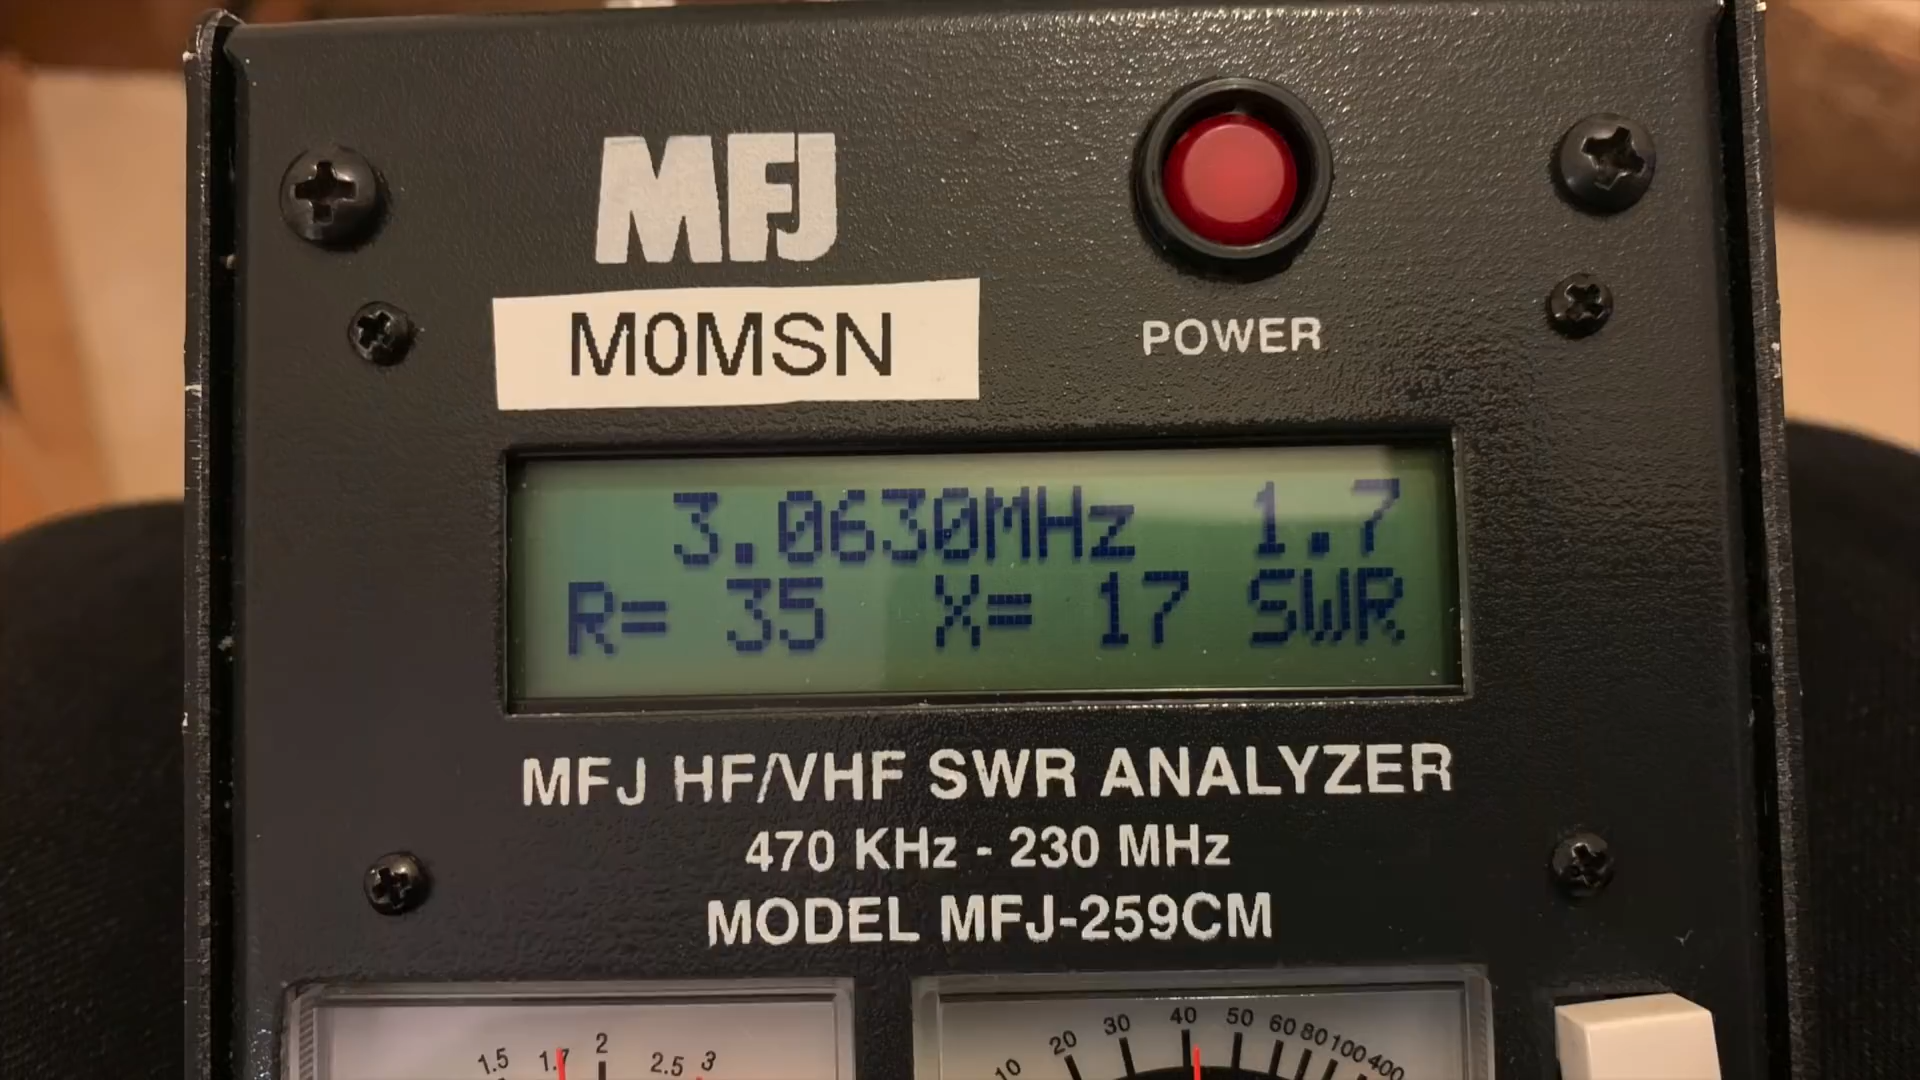 MFJ
M0MSN
POWER
3.0630MHz 1.7
R= 35 X= 17 SWR
MFJ HF/VHF SWR ANALYZER
470 KHz - 230 MHz
MODEL MFJ-259CM
1.5 1.7 2 2.5 3
10 20 30 40 50 60 80 100 400